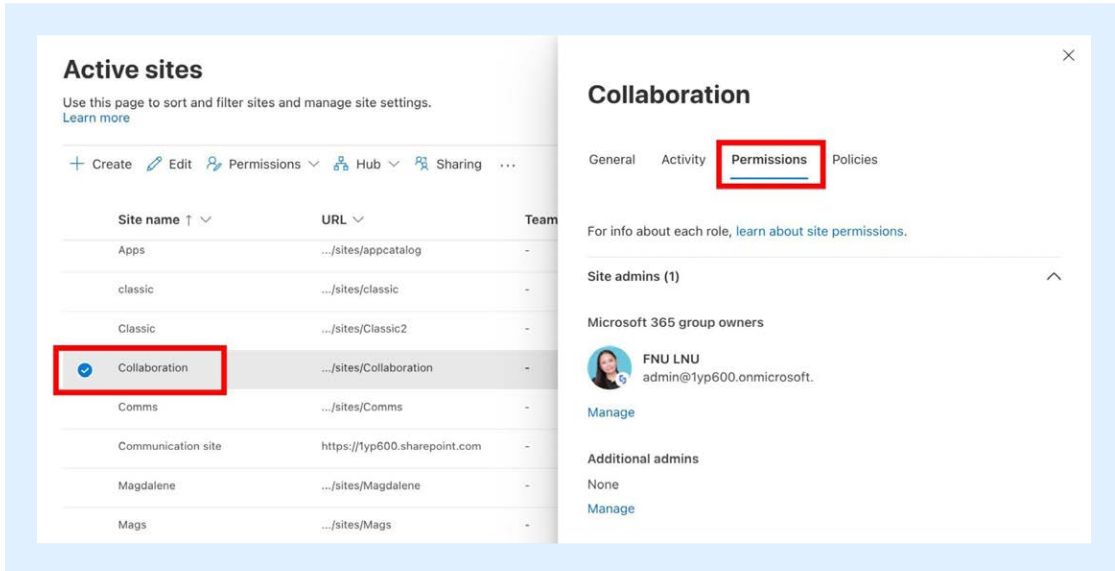 Active sites
Use this page to sort and filter sites and manage site settings.
Learn more
Create Edit Permissions Hub Sharing ...
Site name ↑ URL Team
Apps .../sites/appcatalog -
classic .../sites/classic -
Classic .../sites/Classic2 -
Collaboration .../sites/Collaboration -
Comms .../sites/Comms -
Communication site https://1yp600.sharepoint.com -
Magdalene .../sites/Magdalene -
Mags .../sites/Mags -
Collaboration
General Activity Permissions Policies
For info about each role, learn about site permissions.
Site admins (1)
Microsoft 365 group owners
FNU LNU
admin@1yp600.onmicrosoft.
Manage
Additional admins
None
Manage